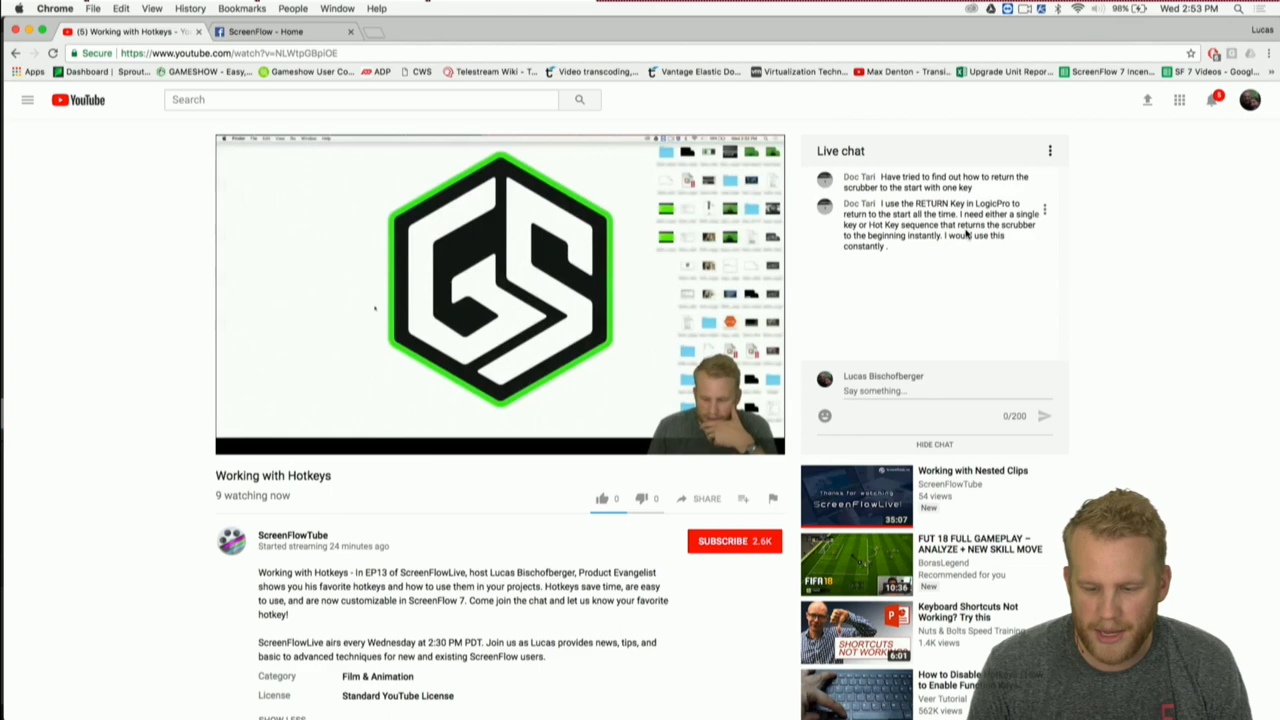 Chrome File Edit View History Bookmarks People Window Help 98% Wed 2:53 PM
(5) Working with Hotkeys - Yo ScreenFlow - Home Lucas
Secure https://www.youtube.com/watch?v=NLWtpGBpiOE
Apps Dashboard | Sprout... GAMESHOW - Easy,... Gameshow User Co... ADP CWS Telestream Wiki - T... Video transcoding,... Vantage Elastic Do... Virtualization Techn... Max Denton - Transi... Upgrade Unit Repor... ScreenFlow 7 Incen... SF 7 Videos - Googl...
YouTube Search 5
Live chat
Doc Tari Have tried to find out how to return the
scrubber to the start with one key
Doc Tari I use the RETURN Key in LogicPro to
return to the start all the time. I need either a single
key or Hot Key sequence that returns the scrubber
to the beginning instantly. I would use this
constantly .
GS
Lucas Bischofberger
Say something...
0/200
HIDE CHAT
Working with Hotkeys
9 watching now
0 0 SHARE
ScreenFlowTube
Started streaming 24 minutes ago
SUBSCRIBE 2.6K
Working with Hotkeys - In EP13 of ScreenFlowLive, host Lucas Bischofberger, Product Evangelist
shows you his favorite hotkeys and how to use them in your projects. Hotkeys save time, are easy
to use, and are now customizable in ScreenFlow 7. Come join the chat and let us know your favorite
hotkey!
ScreenFlowLive airs every Wednesday at 2:30 PM PDT. Join us as Lucas provides news, tips, and
basic to advanced techniques for new and existing ScreenFlow users.
Category Film & Animation
License Standard YouTube License
SHOW LESS
Thanks for watching
ScreenFlowLive!
35:07
Working with Nested Clips
ScreenFlowTube
54 views
New
FIFA 18
10:36
FUT 18 FULL GAMEPLAY –
ANALYZE + NEW SKILL MOVE
BorasLegend
Recommended for you
New
SHORTCUTS
NOT WORKING
6:01
Keyboard Shortcuts Not
Working? Try this
Nuts & Bolts Speed Training
1.4K views
How to Disable
to Enable
Veer Tutorial
562K views